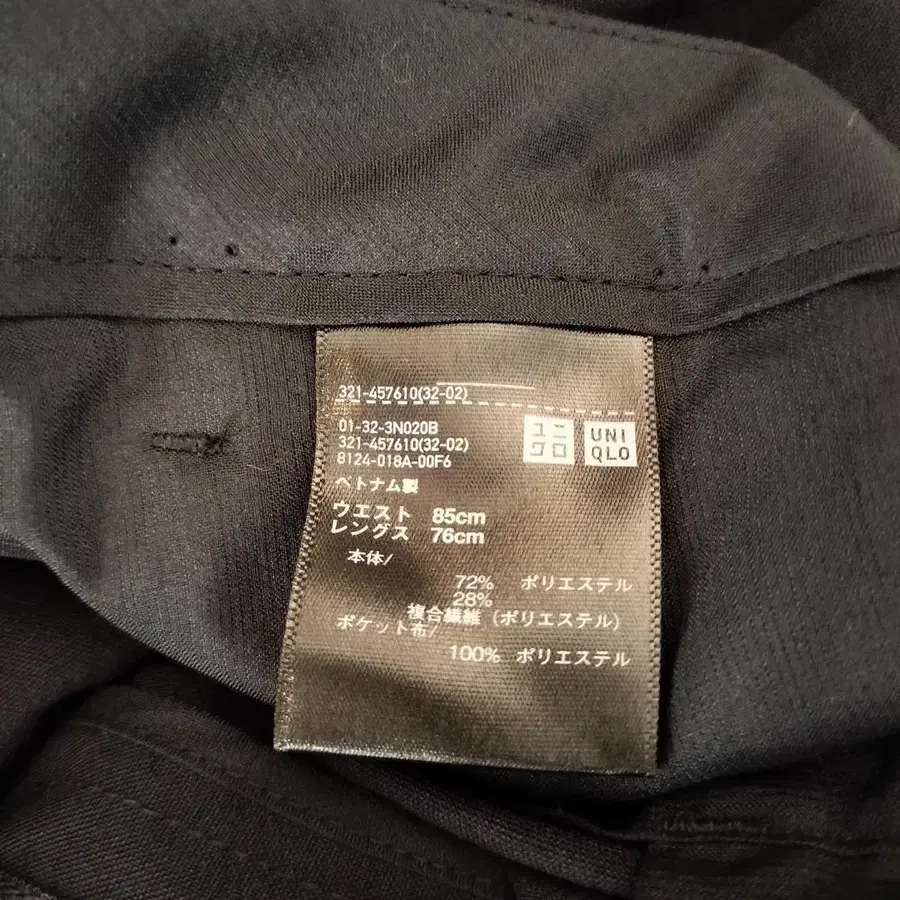 321-457610(32-02)
01-32-3N020B
321-457610(32-02)
8124-018A-00F6
ユニ
クロ
UNI
QLO
ベトナム製
ウエスト 85cm
レングス 76cm
本体/
72% ポリエステル
28%
複合繊維 (ポリエステル)
ポケット布/
100% ポリエステル